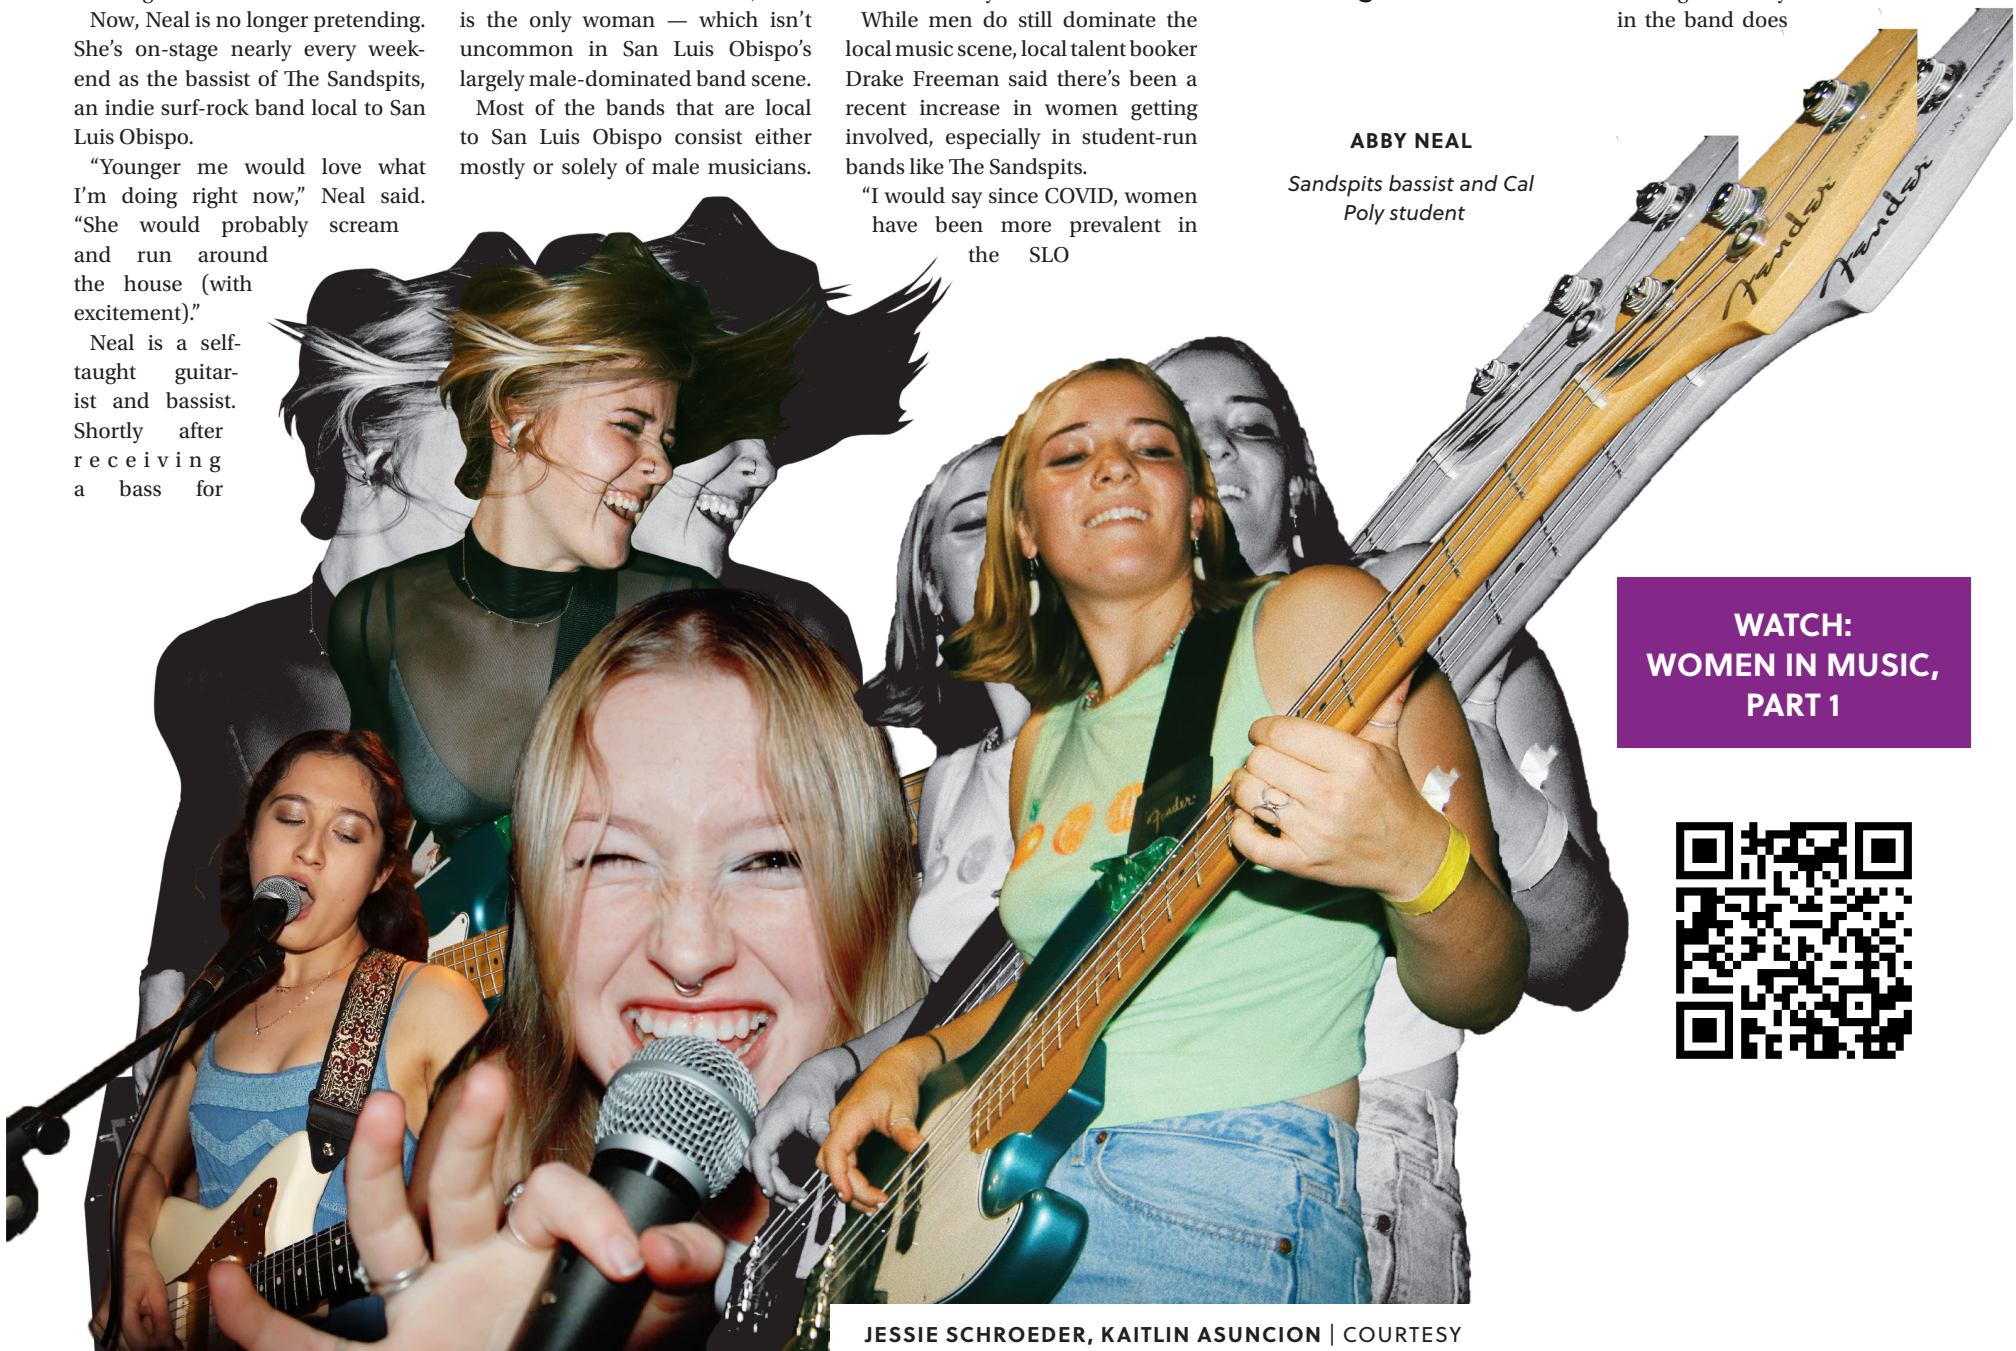 Now, Neal is no longer pretending.
She's on-stage nearly every week-
end as the bassist of The Sandspits,
an indie surf-rock band local to San
Luis Obispo.
“Younger me would love what
I'm doing right now,” Neal said.
“She would probably scream
and run around
the house (with
excitement).”
Neal is a self-
taught guitar-
ist and bassist.
Shortly after
receiving
a bass for
is the only woman — which isn't
uncommon in San Luis Obispo's
largely male-dominated band scene.
Most of the bands that are local
to San Luis Obispo consist either
mostly or solely of male musicians.
While men do still dominate the
local music scene, local talent booker
Drake Freeman said there's been a
recent increase in women getting
involved, especially in student-run
bands like The Sandspits.
“I would say since COVID, women
have been more prevalent in
the SLO
ABBY NEAL
Sandspits bassist and Cal
Poly student
in the band does
Fender
JAZZ BASS
Fender
JAZZ BASS
Fender
WATCH:
WOMEN IN MUSIC,
PART 1
JESSIE SCHROEDER, KAITLIN ASUNCION | COURTESY